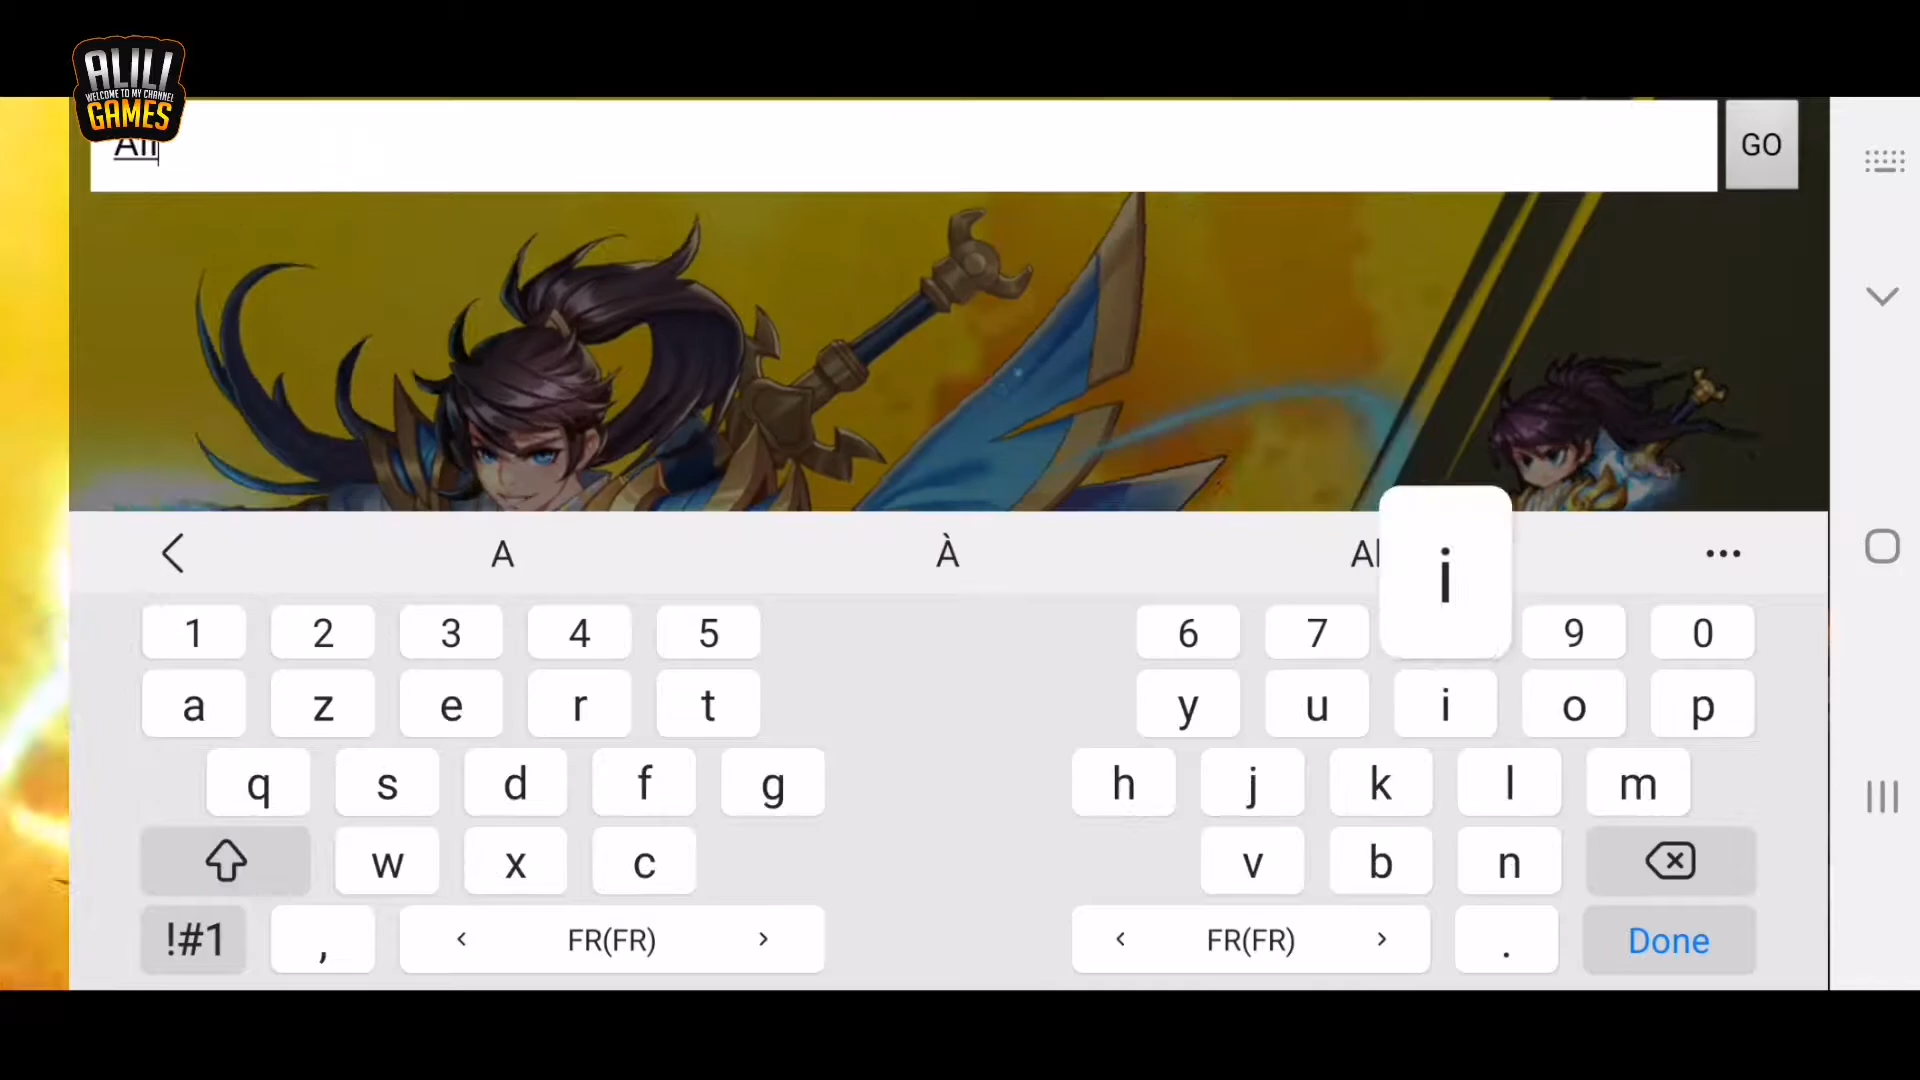 ALILI
WELCOME TO MY CHANNEL
GAMES
Ali
GO
A
À
i
1 2 3 4 5 6 7 9 0
a z e r t y u i o p
q s d f g h j k l m
w x c v b n
!#1 , < FR(FR) > < FR(FR) > . Done